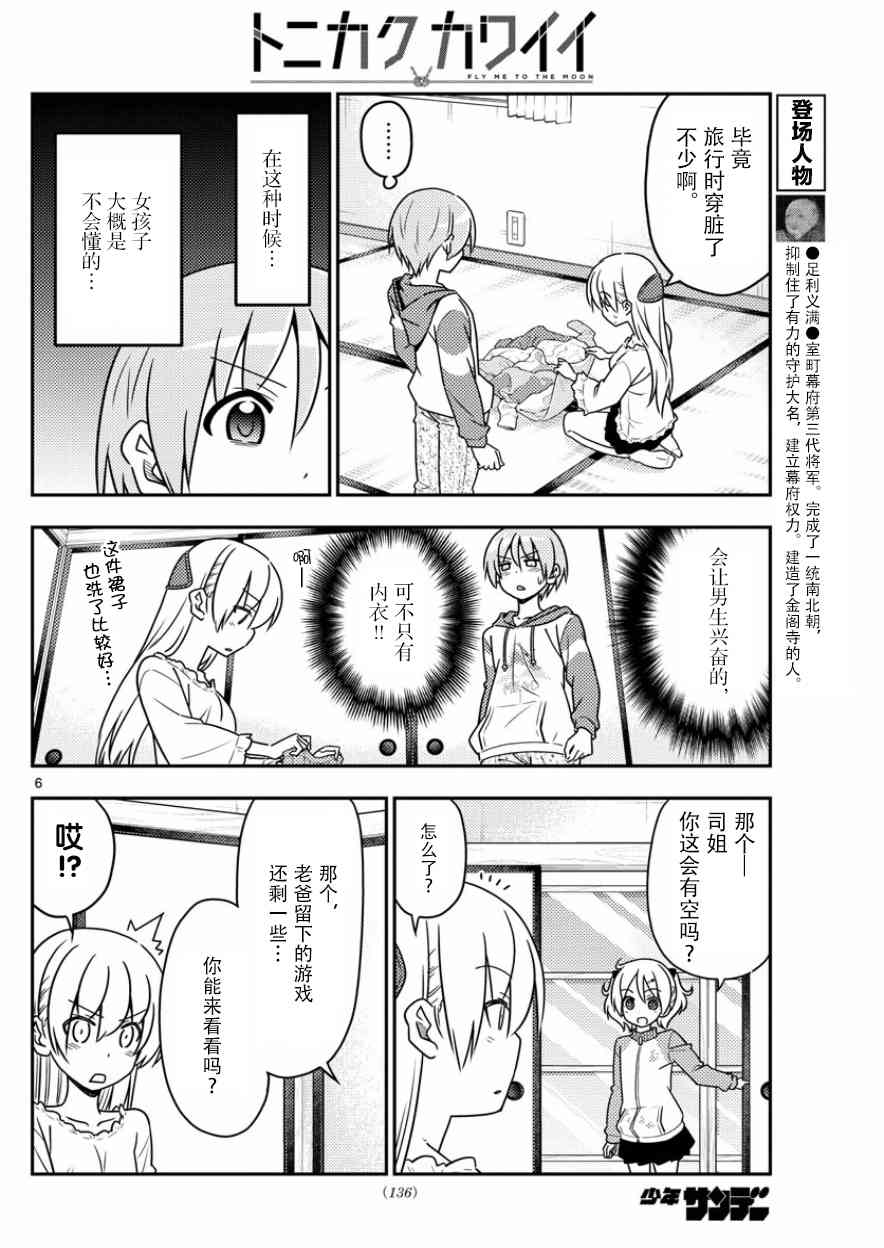 トニカクカワイイ
FLY ME TO THE MOON
登场人物
●足利义满●室町幕府第三代将军。完成了一统南北朝，
抑制住了有力的守护大名，建立幕府权力。建造了金阁寺的人。
毕竟
旅行时穿脏了
不少啊。
……
在这种时候…
女孩子
大概是
不会懂的…
会让男生兴奋的，
可不只有
内衣!!
啊—
这件裙子
也洗了比较好…
6
那个—
司姐
你这会有空吗？
怎么了？
那个，
老爸留下的游戏
还剩一些…
你能来看看吗？
哎!?
（136）
少年サンデー